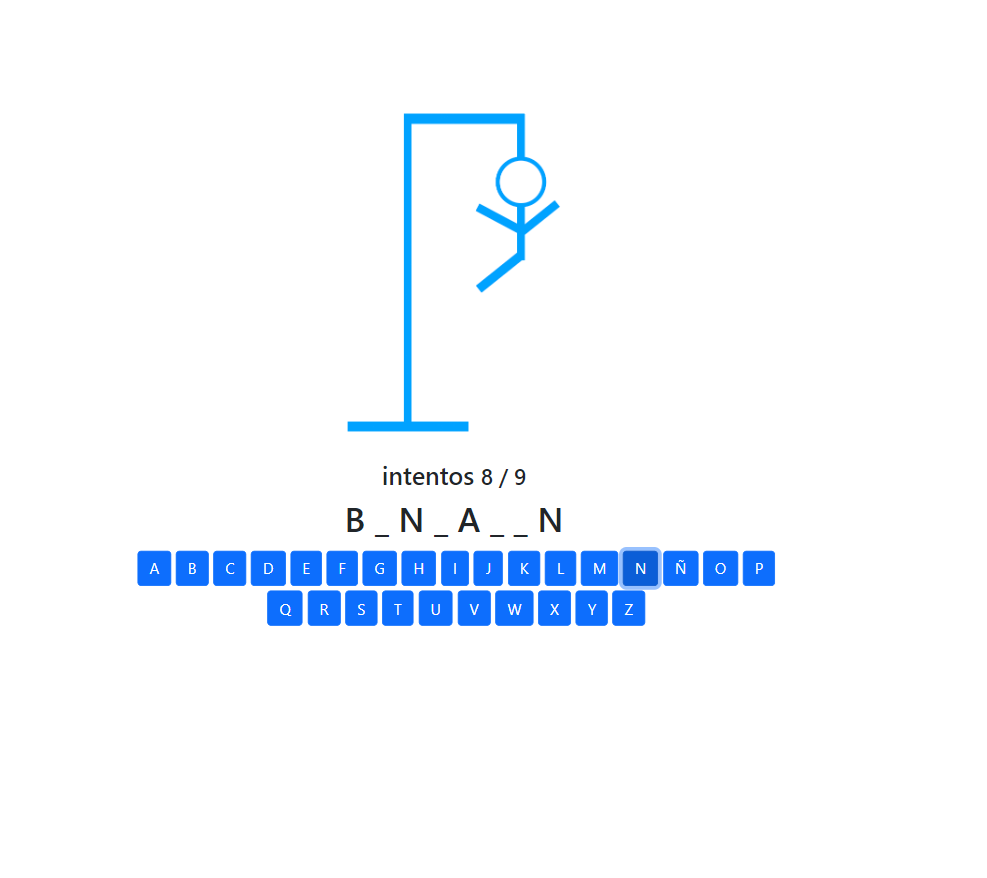 intentos 8 / 9
B _ N _ A _ _ N
A B C D E F G H I J K L M N Ñ O P
Q R S T U V W X Y Z